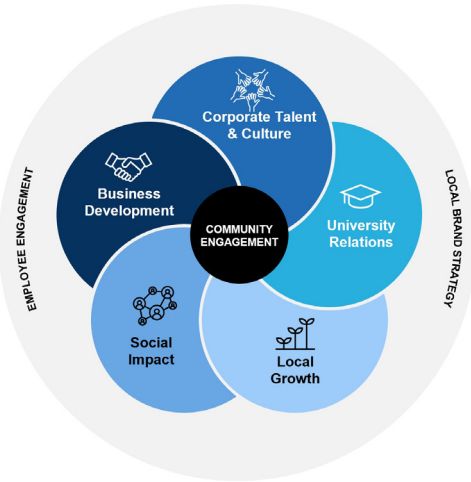 Corporate Talent
& Culture
Business
Development
University
Relations
COMMUNITY
ENGAGEMENT
Social
Impact
Local
Growth
EMPLOYEE ENGAGEMENT
LOCAL BRAND STRATEGY